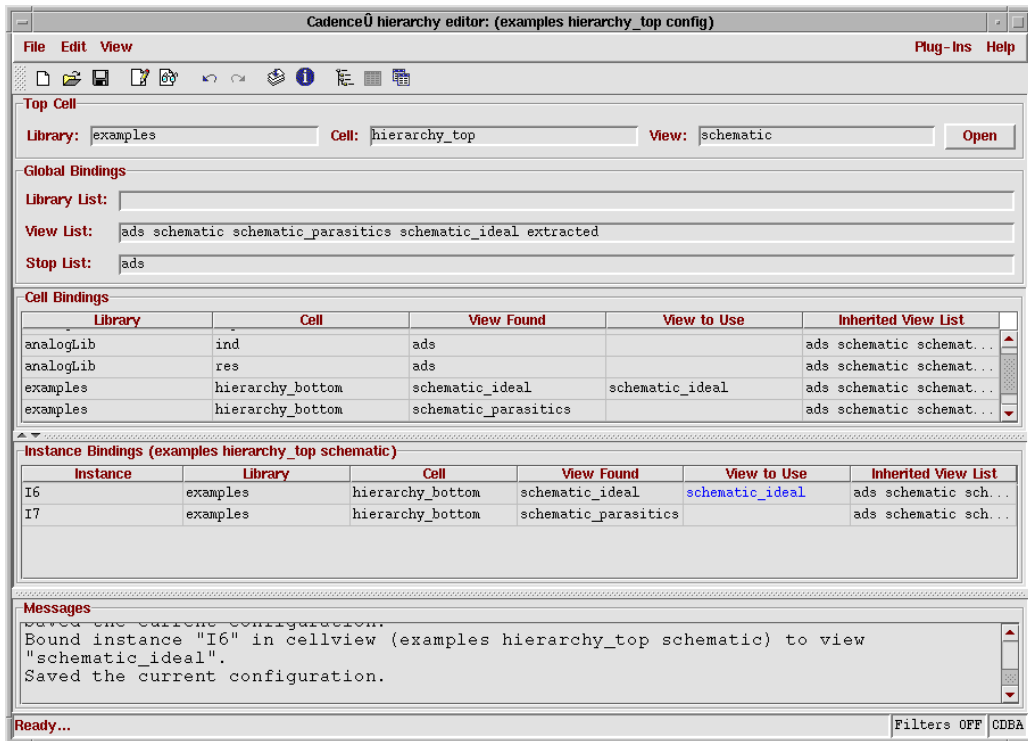 CadenceÛ hierarchy editor: (examples hierarchy_top config)
File Edit View Plug-Ins Help
Top Cell
Library: examples Cell: hierarchy_top View: schematic Open
Global Bindings
Library List:
View List: ads schematic schematic_parasitics schematic_ideal extracted
Stop List: ads
Cell Bindings
Library Cell View Found View to Use Inherited View List
analogLib ind ads ads schematic schemat...
analogLib res ads ads schematic schemat...
examples hierarchy_bottom schematic_ideal schematic_ideal ads schematic schemat...
examples hierarchy_bottom schematic_parasitics ads schematic schemat...
Instance Bindings (examples hierarchy_top schematic)
Instance Library Cell View Found View to Use Inherited View List
I6 examples hierarchy_bottom schematic_ideal schematic_ideal ads schematic sch...
I7 examples hierarchy_bottom schematic_parasitics ads schematic sch...
Messages
Saved the current configuration.
Bound instance "I6" in cellview (examples hierarchy_top schematic) to view
"schematic_ideal".
Saved the current configuration.
Ready... Filters OFF CDBA